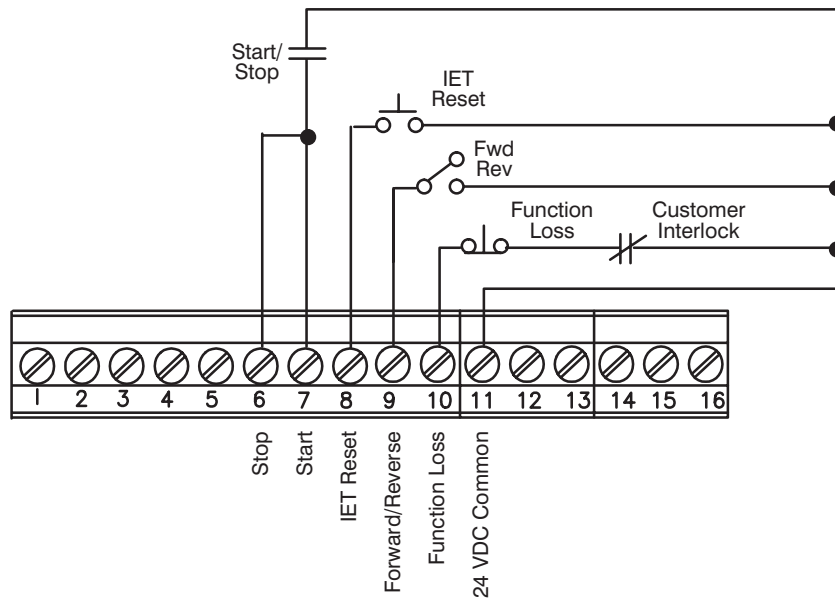 Start/
Stop
IET
Reset
Fwd
Rev
Function
Loss
Customer
Interlock
1 2 3 4 5 6 7 8 9 10 11 12 13 14 15 16
Stop
Start
IET Reset
Forward/Reverse
Function Loss
24 VDC Common